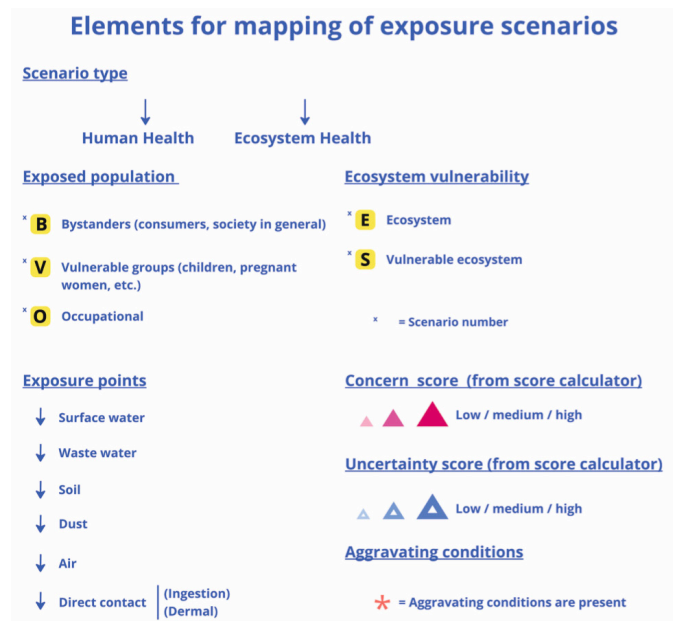 Elements for mapping of exposure scenarios
Scenario type
Human Health
Ecosystem Health
Exposed population
x B Bystanders (consumers, society in general)
x V Vulnerable groups (children, pregnant
women, etc.)
x O Occupational
Ecosystem vulnerability
x E Ecosystem
x S Vulnerable ecosystem
x = Scenario number
Exposure points
Surface water
Waste water
Soil
Dust
Air
Direct contact (Ingestion)
(Dermal)
Concern score (from score calculator)
Low / medium / high
Uncertainty score (from score calculator)
Low / medium / high
Aggravating conditions
* = Aggravating conditions are present